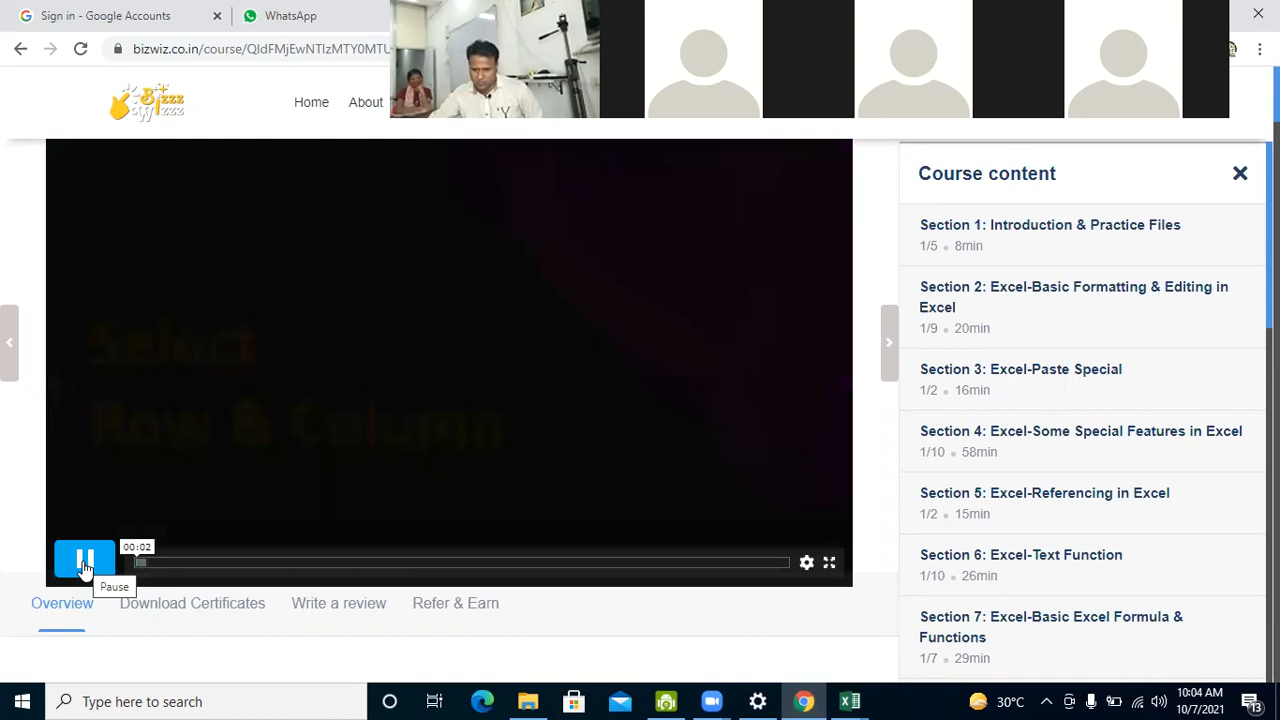 Sign in - Google Accounts
WhatsApp
bizwiz.co.in/course/
Bizzz
Wizzz
Home
About
Select
Row & Column
00:02
Pause
Overview
Download Certificates
Write a review
Refer & Earn
Course content
Section 1: Introduction & Practice Files
1/5 • 8min
Section 2: Excel-Basic Formatting & Editing in
Excel
1/9 • 20min
Section 3: Excel-Paste Special
1/2 • 16min
Section 4: Excel-Some Special Features in Excel
1/10 • 58min
Section 5: Excel-Referencing in Excel
1/2 • 15min
Section 6: Excel-Text Function
1/10 • 26min
Section 7: Excel-Basic Excel Formula &
Functions
1/7 • 29min
Type here to search
30°C
10:04 AM
10/7/2021
13